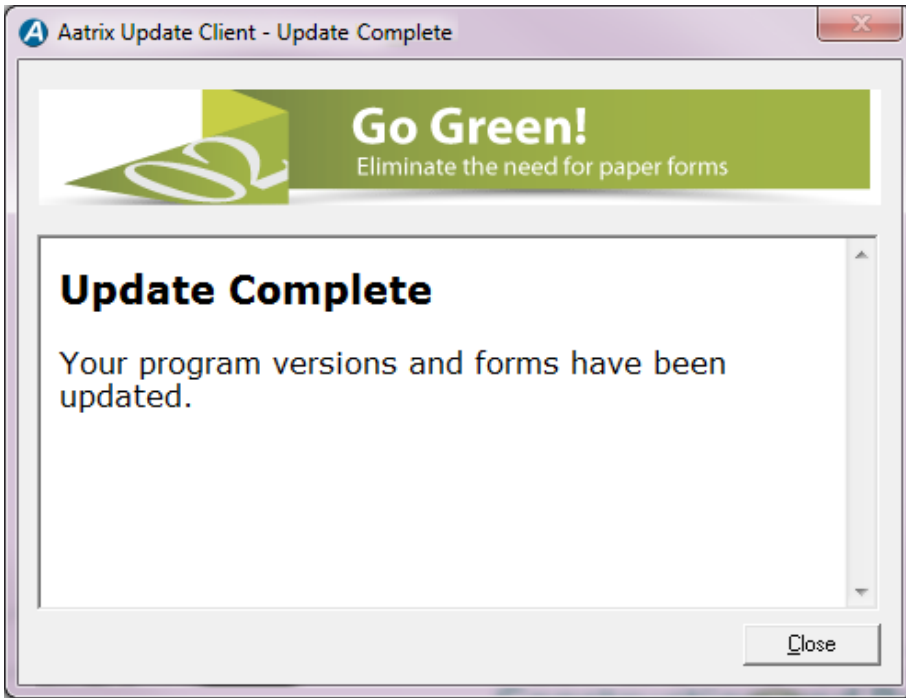 Aatrix Update Client - Update Complete
Go Green!
Eliminate the need for paper forms
Update Complete
Your program versions and forms have been
updated.
Close